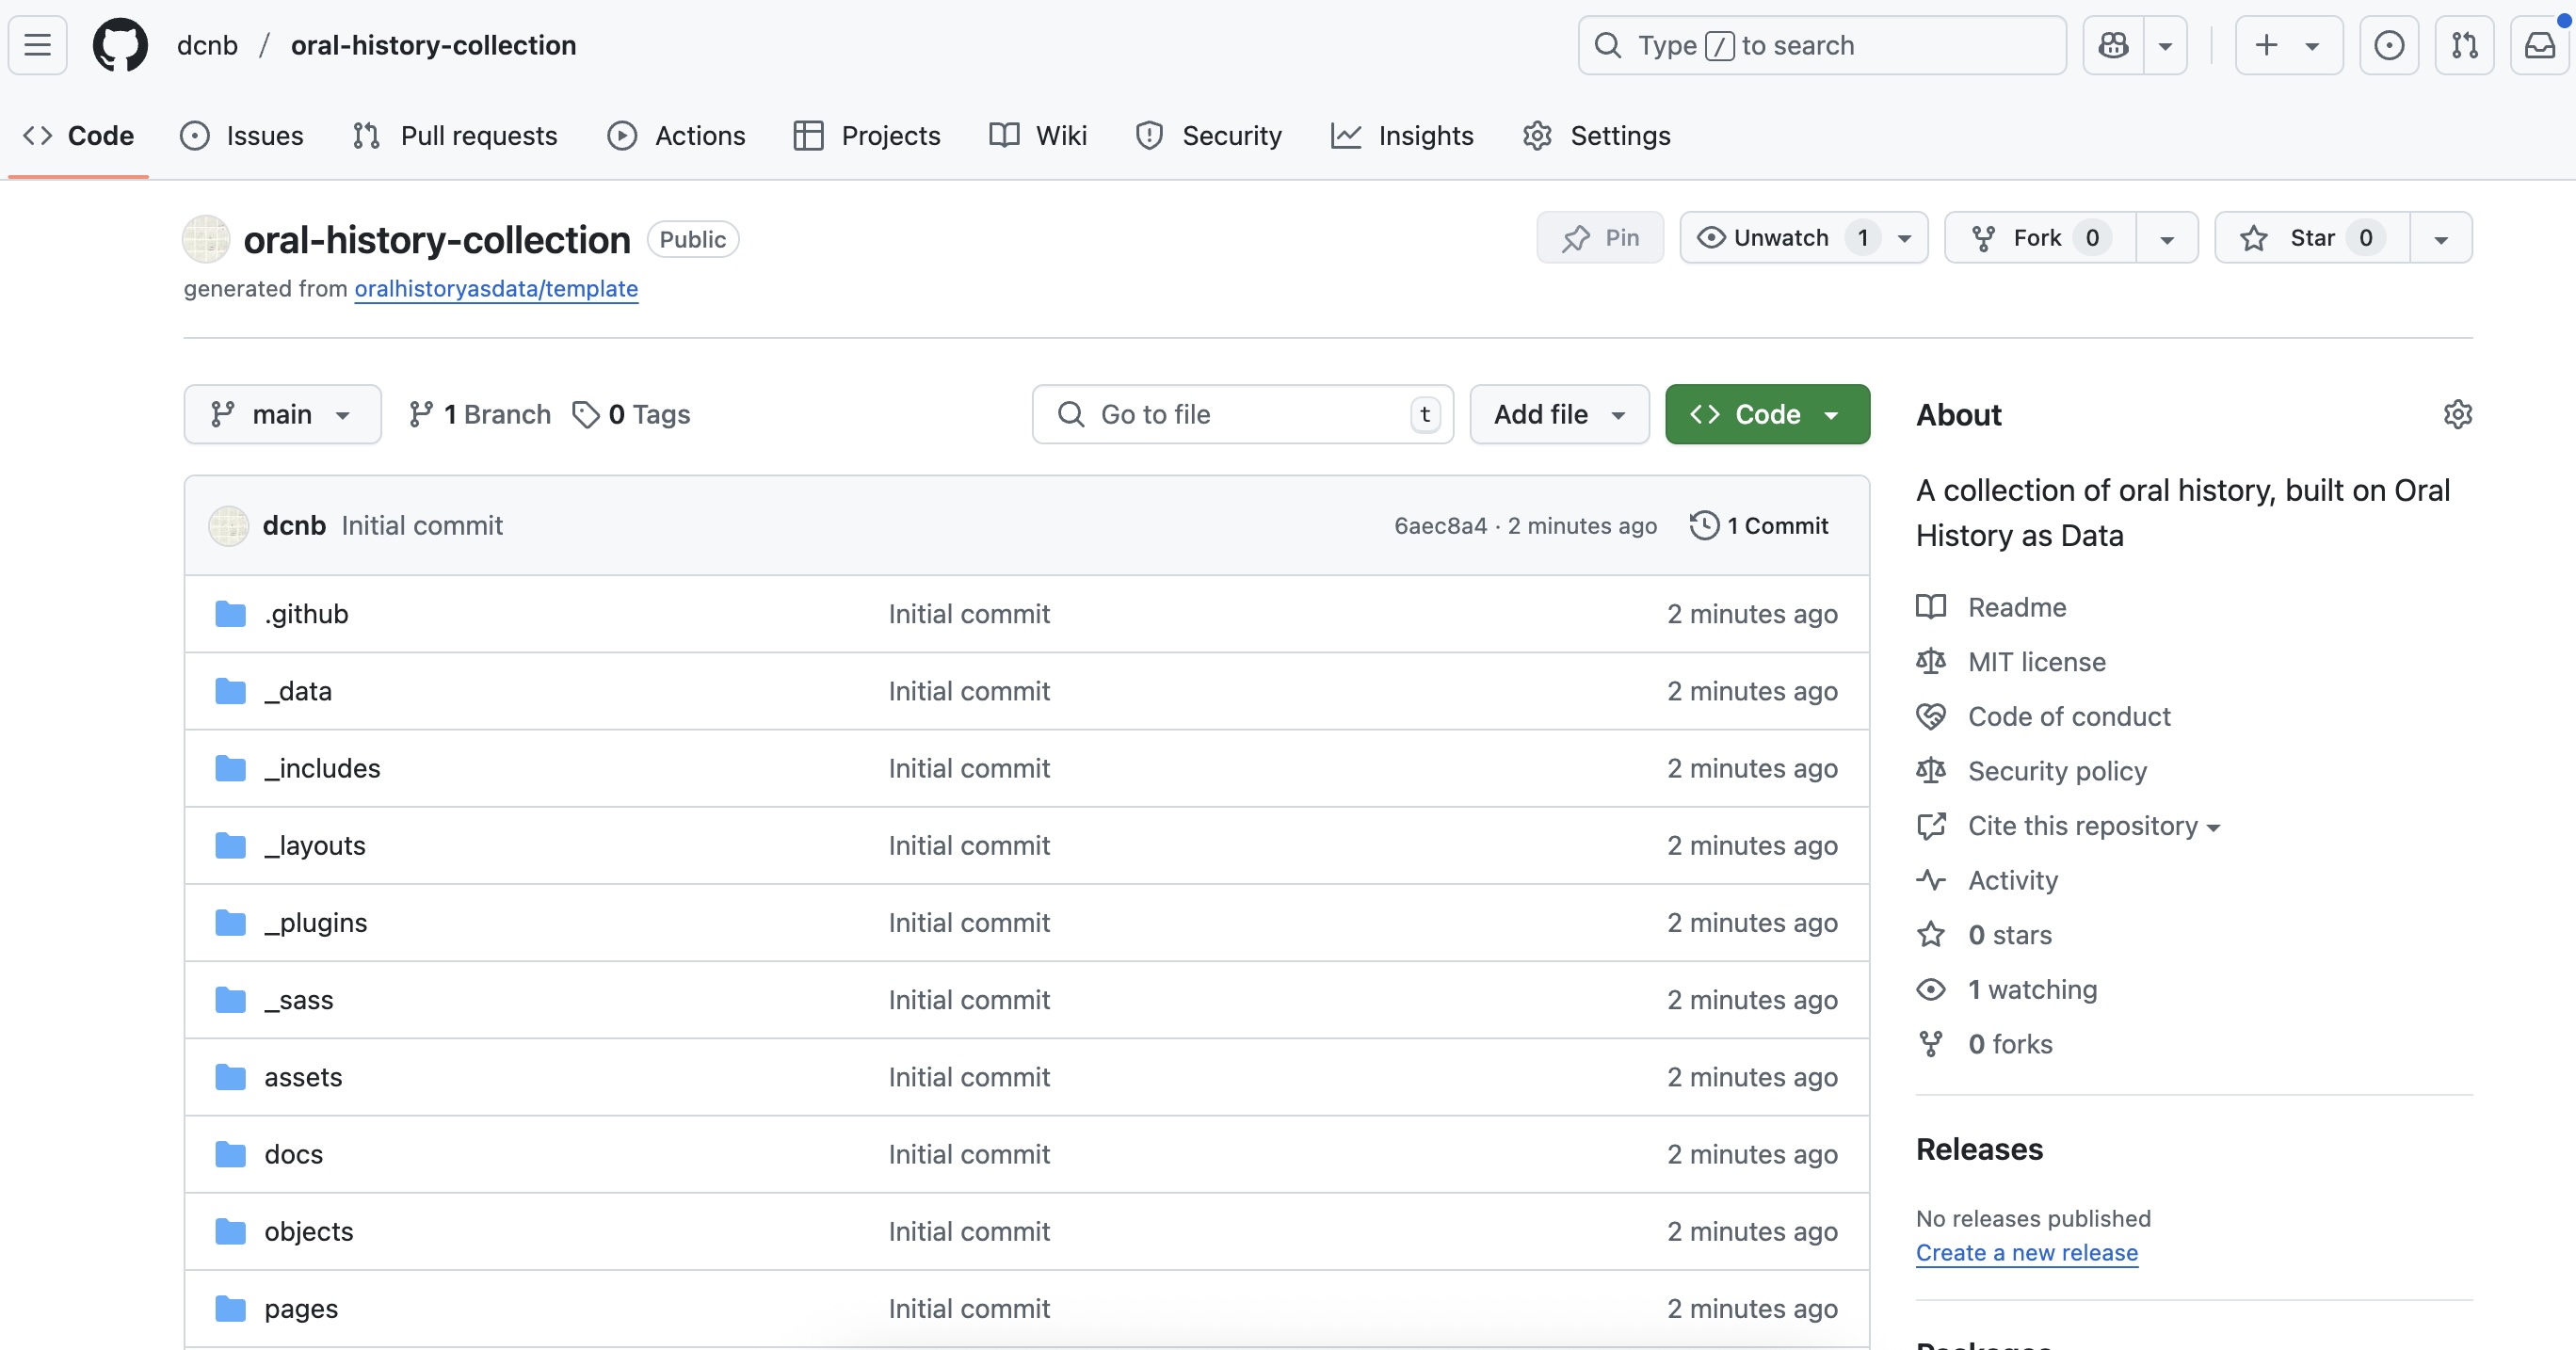 dcnb / oral-history-collection
Type / to search
Code Issues Pull requests Actions Projects Wiki Security Insights Settings
oral-history-collection Public
Pin Unwatch 1 Fork 0 Star 0
generated from oralhistoryasdata/template
main 1 Branch 0 Tags Go to file t Add file Code
dcnb Initial commit 6aec8a4 · 2 minutes ago 1 Commit
.github Initial commit 2 minutes ago
_data Initial commit 2 minutes ago
_includes Initial commit 2 minutes ago
_layouts Initial commit 2 minutes ago
_plugins Initial commit 2 minutes ago
_sass Initial commit 2 minutes ago
assets Initial commit 2 minutes ago
docs Initial commit 2 minutes ago
objects Initial commit 2 minutes ago
pages Initial commit 2 minutes ago
About
A collection of oral history, built on Oral
History as Data
Readme
MIT license
Code of conduct
Security policy
Cite this repository
Activity
0 stars
1 watching
0 forks
Releases
No releases published
Create a new release